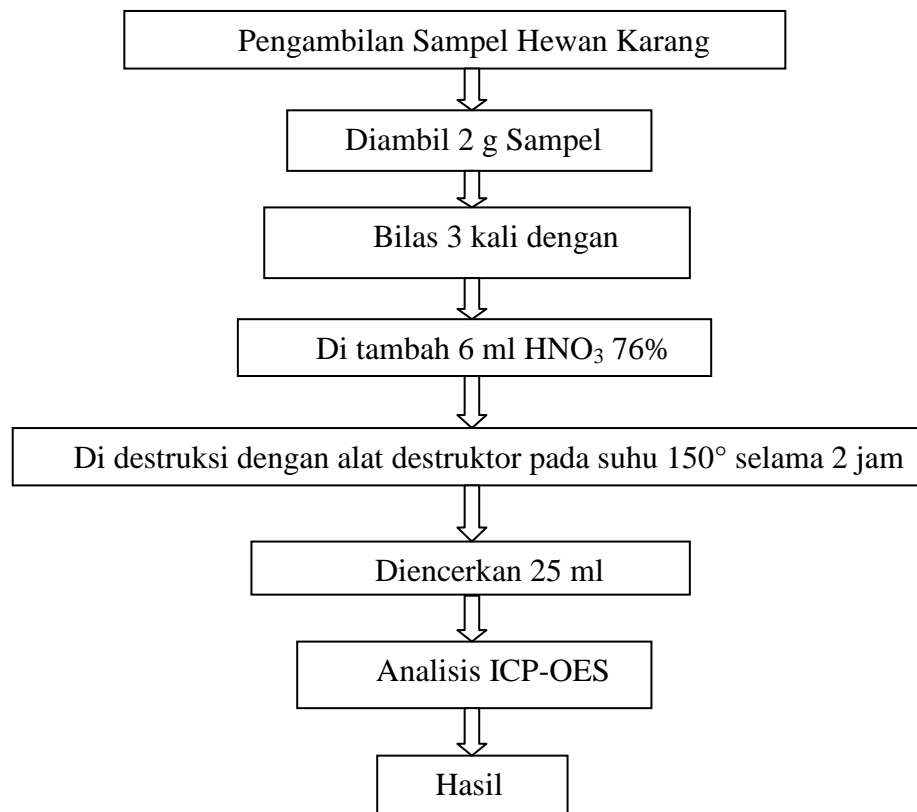 Pengambilan Sampel Hewan Karang
Diambil 2 g Sampel
Bilas 3 kali dengan
Di tambah 6 ml HNO₃ 76%
Di destruksi dengan alat destruktor pada suhu 150° selama 2 jam
Diencerkan 25 ml
Analisis ICP-OES
Hasil